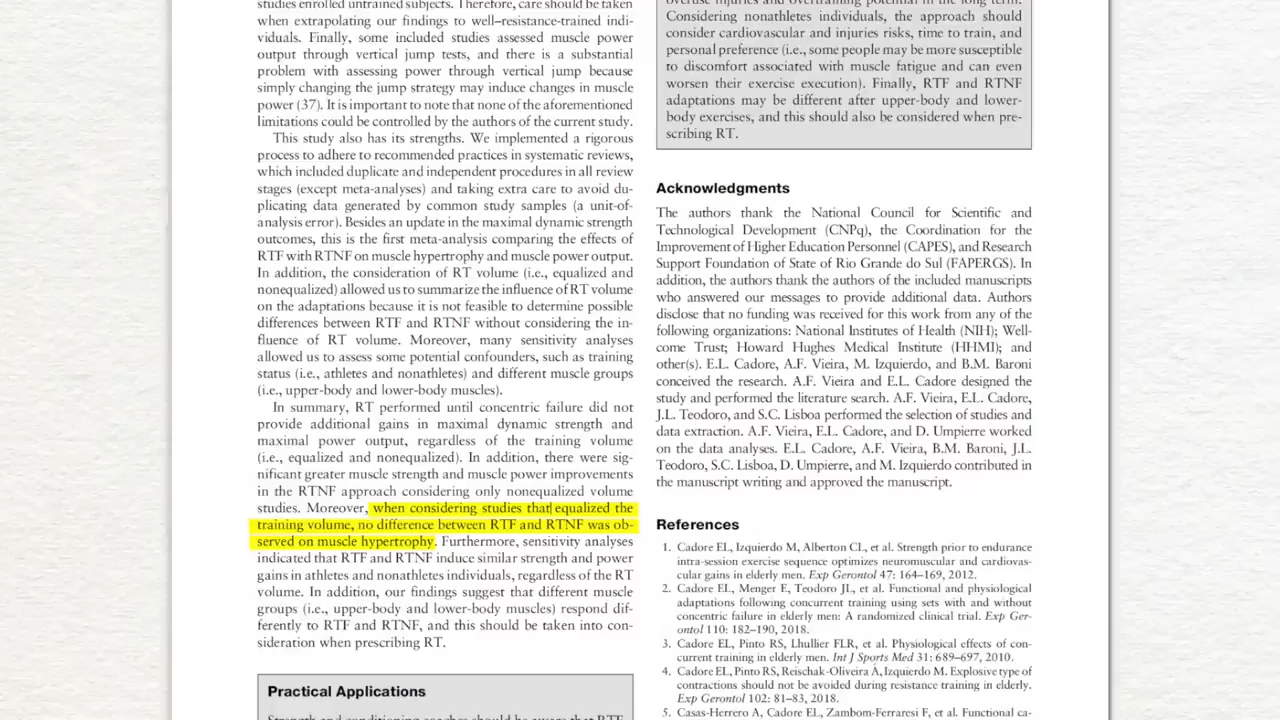 studies enrolled untrained subjects. Therefore, care should be taken
when extrapolating our findings to well–resistance-trained indi-
viduals. Finally, some included studies assessed muscle power
output through vertical jump tests, and there is a substantial
problem with assessing power through vertical jump because
simply changing the jump strategy may induce changes in muscle
power (37). It is important to note that none of the aforementioned
limitations could be controlled by the authors of the current study.
This study also has its strengths. We implemented a rigorous
process to adhere to recommended practices in systematic reviews,
which included duplicate and independent procedures in all review
stages (except meta-analyses) and taking extra care to avoid du-
plicating data generated by common study samples (a unit-of-
analysis error). Besides an update in the maximal dynamic strength
outcomes, this is the first meta-analysis comparing the effects of
RTF with RTNF on muscle hypertrophy and muscle power output.
In addition, the consideration of RT volume (i.e., equalized and
nonequalized) allowed us to summarize the influence of RT volume
on the adaptations because it is not feasible to determine possible
differences between RTF and RTNF without considering the in-
fluence of RT volume. Moreover, many sensitivity analyses
allowed us to assess some potential confounders, such as training
status (i.e., athletes and nonathletes) and different muscle groups
(i.e., upper-body and lower-body muscles).
In summary, RT performed until concentric failure did not
provide additional gains in maximal dynamic strength and
maximal power output, regardless of the training volume
(i.e., equalized and nonequalized). In addition, there were sig-
nificant greater muscle strength and muscle power improvements
in the RTNF approach considering only nonequalized volume
studies. Moreover, when considering studies that equalized the
training volume, no difference between RTF and RTNF was ob-
served on muscle hypertrophy. Furthermore, sensitivity analyses
indicated that RTF and RTNF induce similar strength and power
gains in athletes and nonathletes individuals, regardless of the RT
volume. In addition, our findings suggest that different muscle
groups (i.e., upper-body and lower-body muscles) respond dif-
ferently to RTF and RTNF, and this should be taken into con-
sideration when prescribing RT.
Practical Applications
Strength and conditioning coaches should be aware that RTF
overuse injuries and overtraining potential in the long term.
Considering nonathletes individuals, the approach should
consider cardiovascular and injuries risks, time to train, and
personal preference (i.e., some people may be more susceptible
to discomfort associated with muscle fatigue and can even
worsen their exercise execution). Finally, RTF and RTNF
adaptations may be different after upper-body and lower-
body exercises, and this should also be considered when pre-
scribing RT.
Acknowledgments
The authors thank the National Council for Scientific and
Technological Development (CNPq), the Coordination for the
Improvement of Higher Education Personnel (CAPES), and Research
Support Foundation of State of Rio Grande do Sul (FAPERGS). In
addition, the authors thank the authors of the included manuscripts
who answered our messages to provide additional data. Authors
disclose that no funding was received for this work from any of the
following organizations: National Institutes of Health (NIH); Well-
come Trust; Howard Hughes Medical Institute (HHMI); and
other(s). E.L. Cadore, A.F. Vieira, M. Izquierdo, and B.M. Baroni
conceived the research. A.F. Vieira and E.L. Cadore designed the
study and performed the literature search. A.F. Vieira, E.L. Cadore,
J.L. Teodoro, and S.C. Lisboa performed the selection of studies and
data extraction. A.F. Vieira, E.L. Cadore, and D. Umpierre worked
on the data analyses. E.L. Cadore, A.F. Vieira, B.M. Baroni, J.L.
Teodoro, S.C. Lisboa, D. Umpierre, and M. Izquierdo contributed in
the manuscript writing and approved the manuscript.
References
1. Cadore EL, Izquierdo M, Alberton CL, et al. Strength prior to endurance
intra-session exercise sequence optimizes neuromuscular and cardiovas-
cular gains in elderly men. Exp Gerontol 47: 164–169, 2012.
2. Cadore EL, Menger E, Teodoro JL, et al. Functional and physiological
adaptations following concurrent training using sets with and without
concentric failure in elderly men: A randomized clinical trial. Exp Ger-
ontol 110: 182–190, 2018.
3. Cadore EL, Pinto RS, Lhullier FLR, et al. Physiological effects of con-
current training in elderly men. Int J Sports Med 31: 689–697, 2010.
4. Cadore EL, Pinto RS, Reischak-Oliveira Á, Izquierdo M. Explosive type of
contractions should not be avoided during resistance training in elderly.
Exp Gerontol 102: 81–83, 2018.
5. Casas-Herrero A, Cadore EL, Zambom-Ferraresi F, et al. Functional ca-